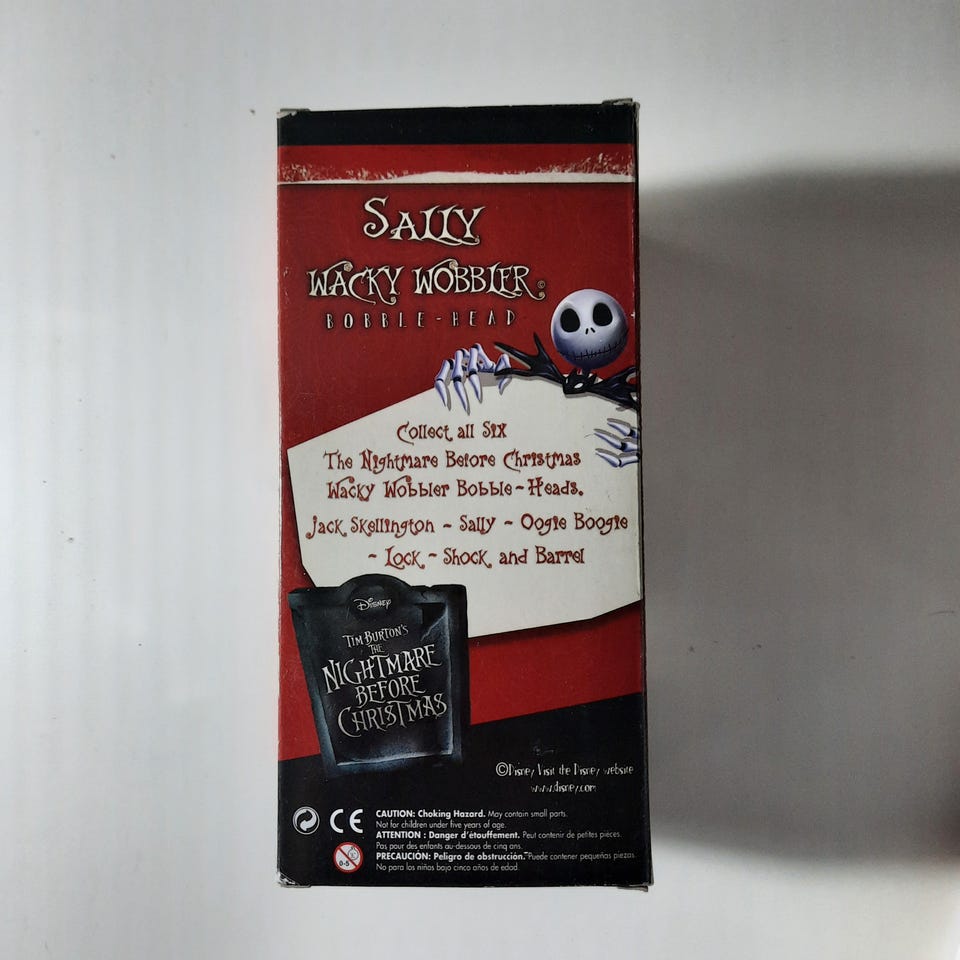 SALLY
WACKY WOBBLER©
BOBBLE-HEAD
Collect all Six
The Nightmare Before Christmas
Wacky Wobbler Bobble~Heads.
Jack Skellington ~ Sally ~ Oogie Boogie
~ Lock ~ Shock and Barrel
Disney
TIM BURTON'S
THE
NIGHTMARE
BEFORE
CHRISTMAS
©Disney Visit the Disney website
www.disney.com
CE
CAUTION: Choking Hazard. May contain small parts.
Not for children under five years of age.
ATTENTION : Danger d'étouffement. Peut contenir de petites pièces.
Pas pour des enfants au-dessous de cinq ans.
PRECAUCIÓN: Peligro de obstrucción. Puede contener pequeñas piezas
No para los niños bajo cinco años de edad.
0-5